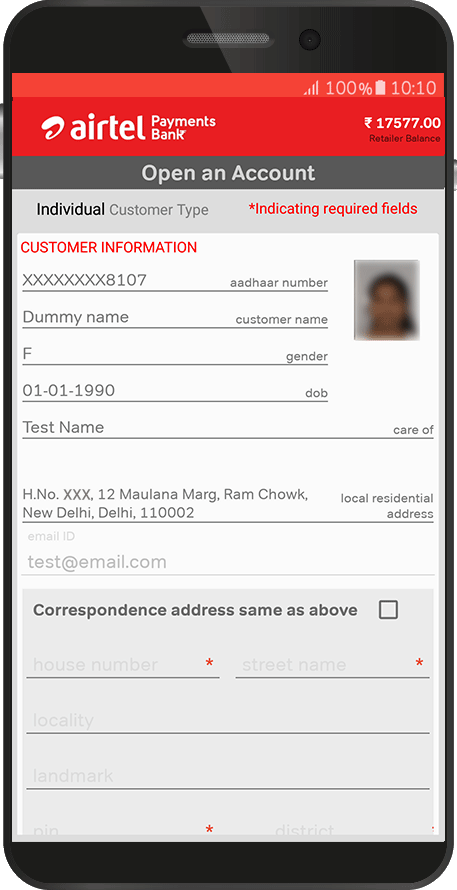 100% 10:10
airtel Payments Bank
₹ 17577.00
Retailer Balance
Open an Account
Individual Customer Type *Indicating required fields
CUSTOMER INFORMATION
XXXXXXXX8107 aadhaar number
Dummy name customer name
F gender
01-01-1990 dob
Test Name care of
H.No. XXX, 12 Maulana Marg, Ram Chowk, local residential
New Delhi, Delhi, 110002 address
email ID
test@email.com
Correspondence address same as above
house number * street name *
locality
landmark
pin * district